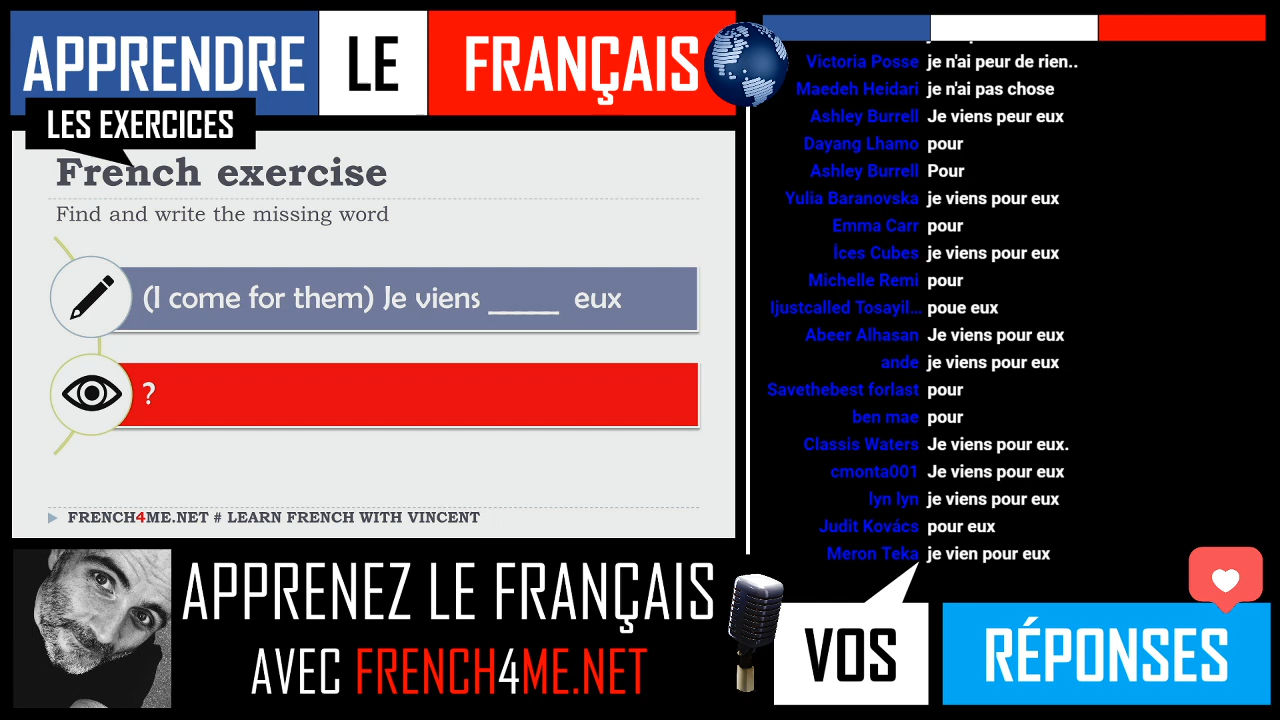 APPRENDRE LE FRANÇAIS
LES EXERCICES
French exercise
Find and write the missing word
(I come for them) Je viens _____ eux
?
FRENCH4ME.NET # LEARN FRENCH WITH VINCENT
APPRENEZ LE FRANÇAIS
AVEC FRENCH4ME.NET
Victoria Posse je n'ai peur de rien..
Maedeh Heidari je n'ai pas chose
Ashley Burrell Je viens peur eux
Dayang Lhamo pour
Ashley Burrell Pour
Yulia Baranovska je viens pour eux
Emma Carr pour
İces Cubes je viens pour eux
Michelle Remi pour
Ijustcalled Tosayil... poue eux
Abeer Alhasan Je viens pour eux
ande je viens pour eux
Savethebest forlast pour
ben mae pour
Classis Waters Je viens pour eux.
cmonta001 Je viens pour eux
lyn lyn je viens pour eux
Judit Kovács pour eux
Meron Teka je vien pour eux
VOS RÉPONSES